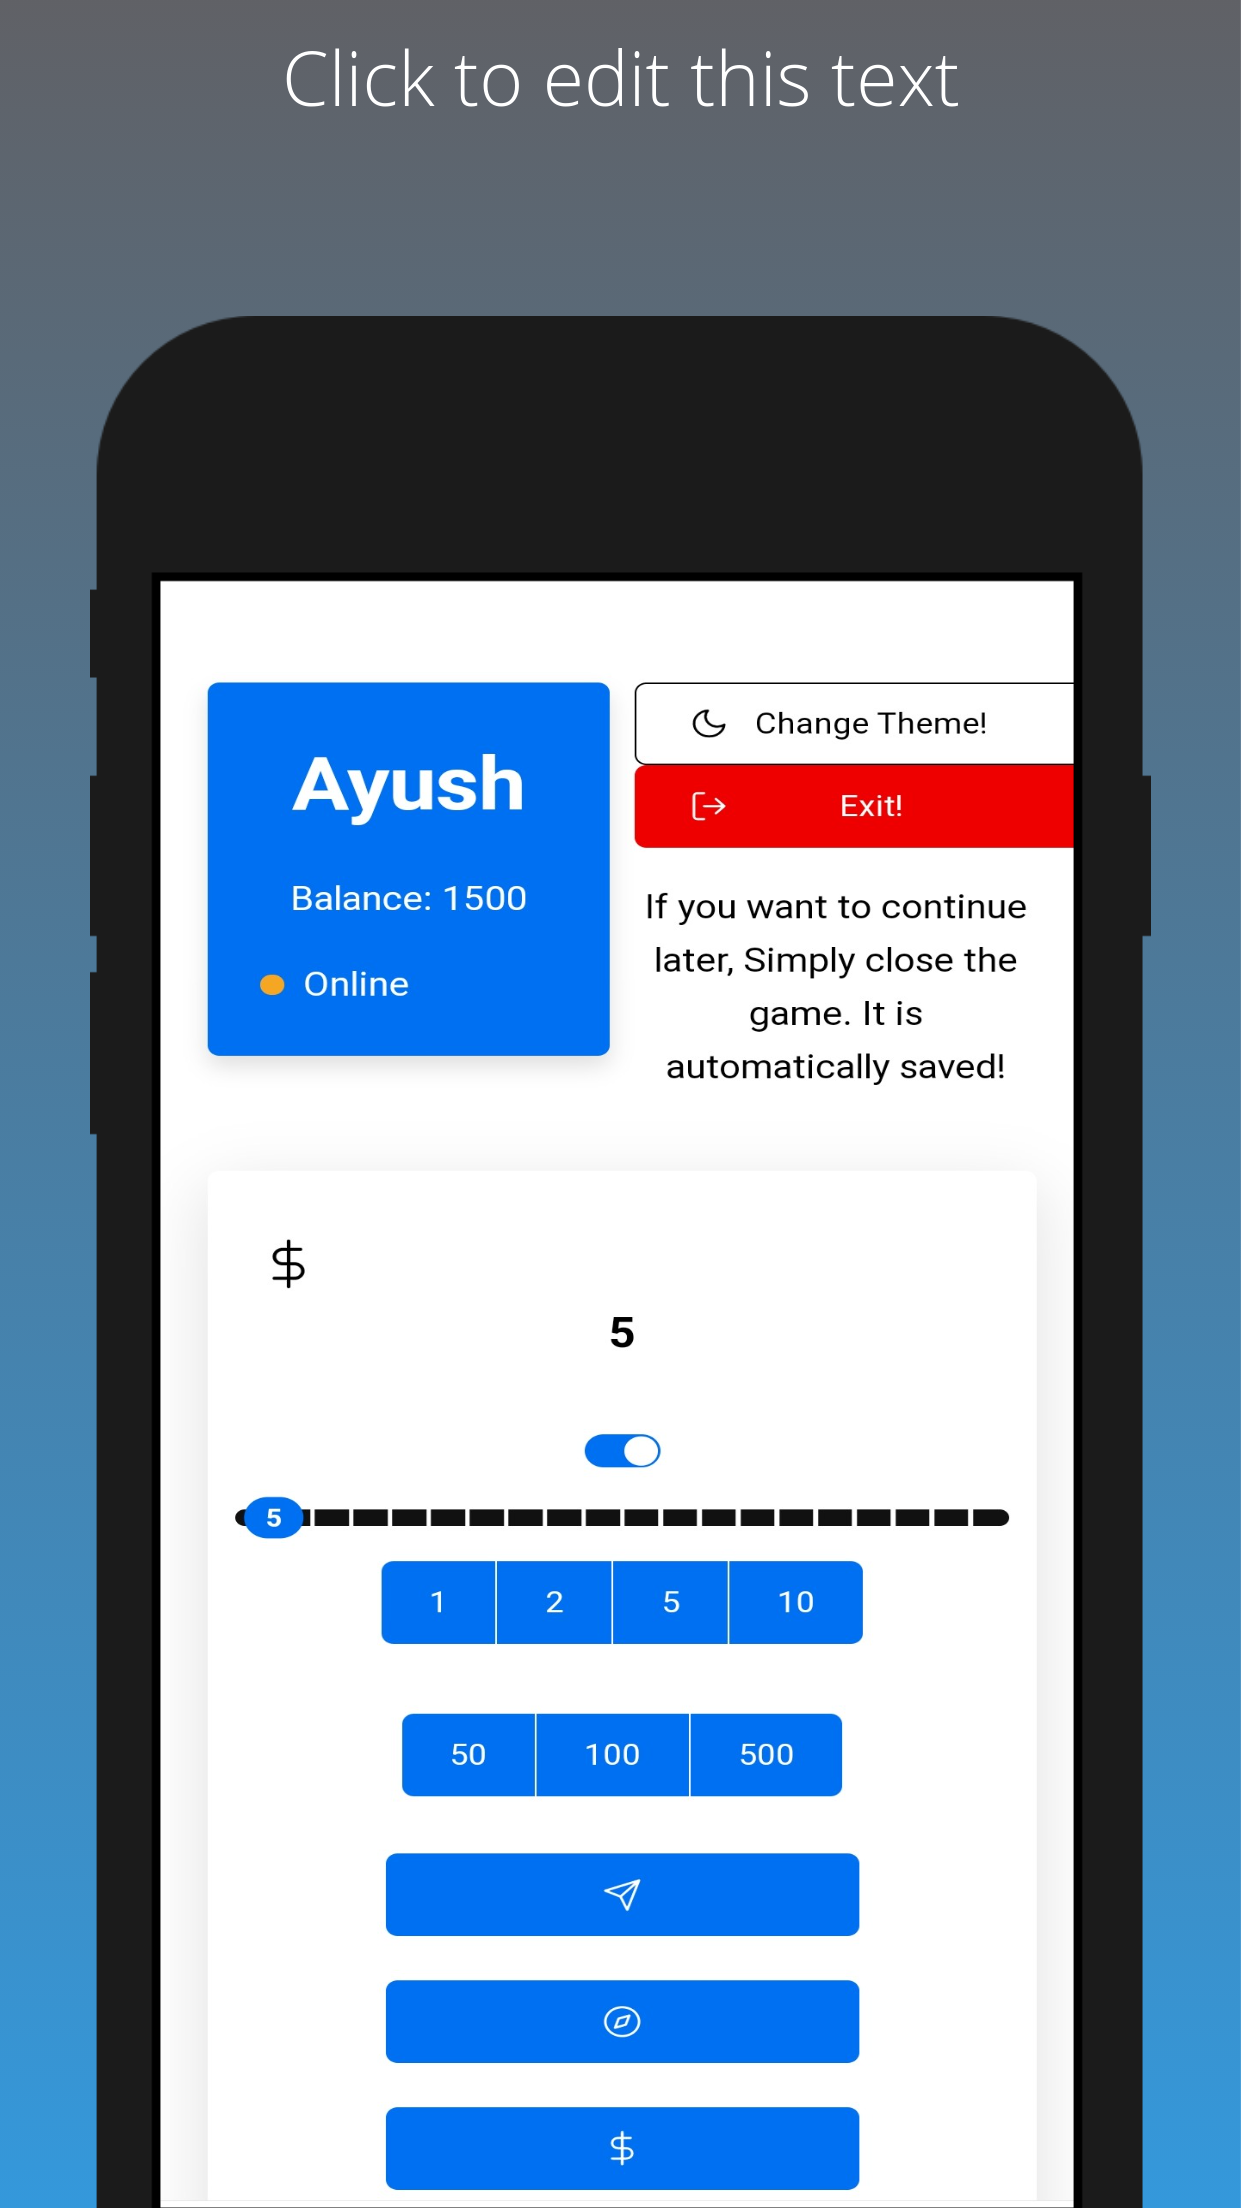 Click to edit this text
Ayush
Balance: 1500
Online
Change Theme!
Exit!
If you want to continue
later, Simply close the
game. It is
automatically saved!
$
5
5
1 2 5 10
50 100 500
$